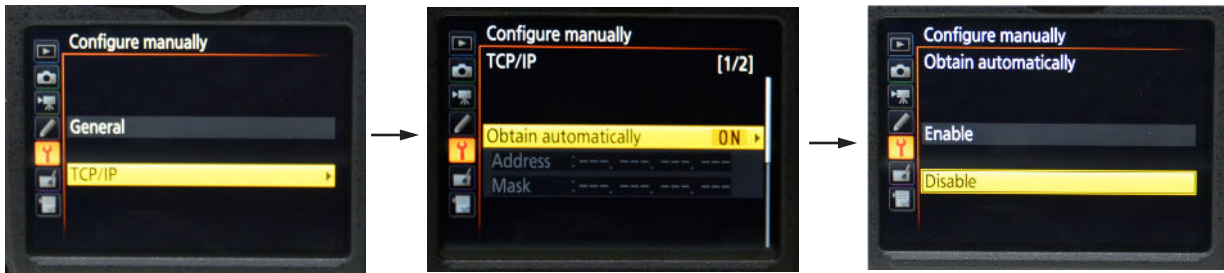 Configure manually
General
TCP/IP
Configure manually
TCP/IP [1/2]
Obtain automatically ON
Address :---. ---. ---. ---
Mask :---. ---. ---. ---
Configure manually
Obtain automatically
Enable
Disable